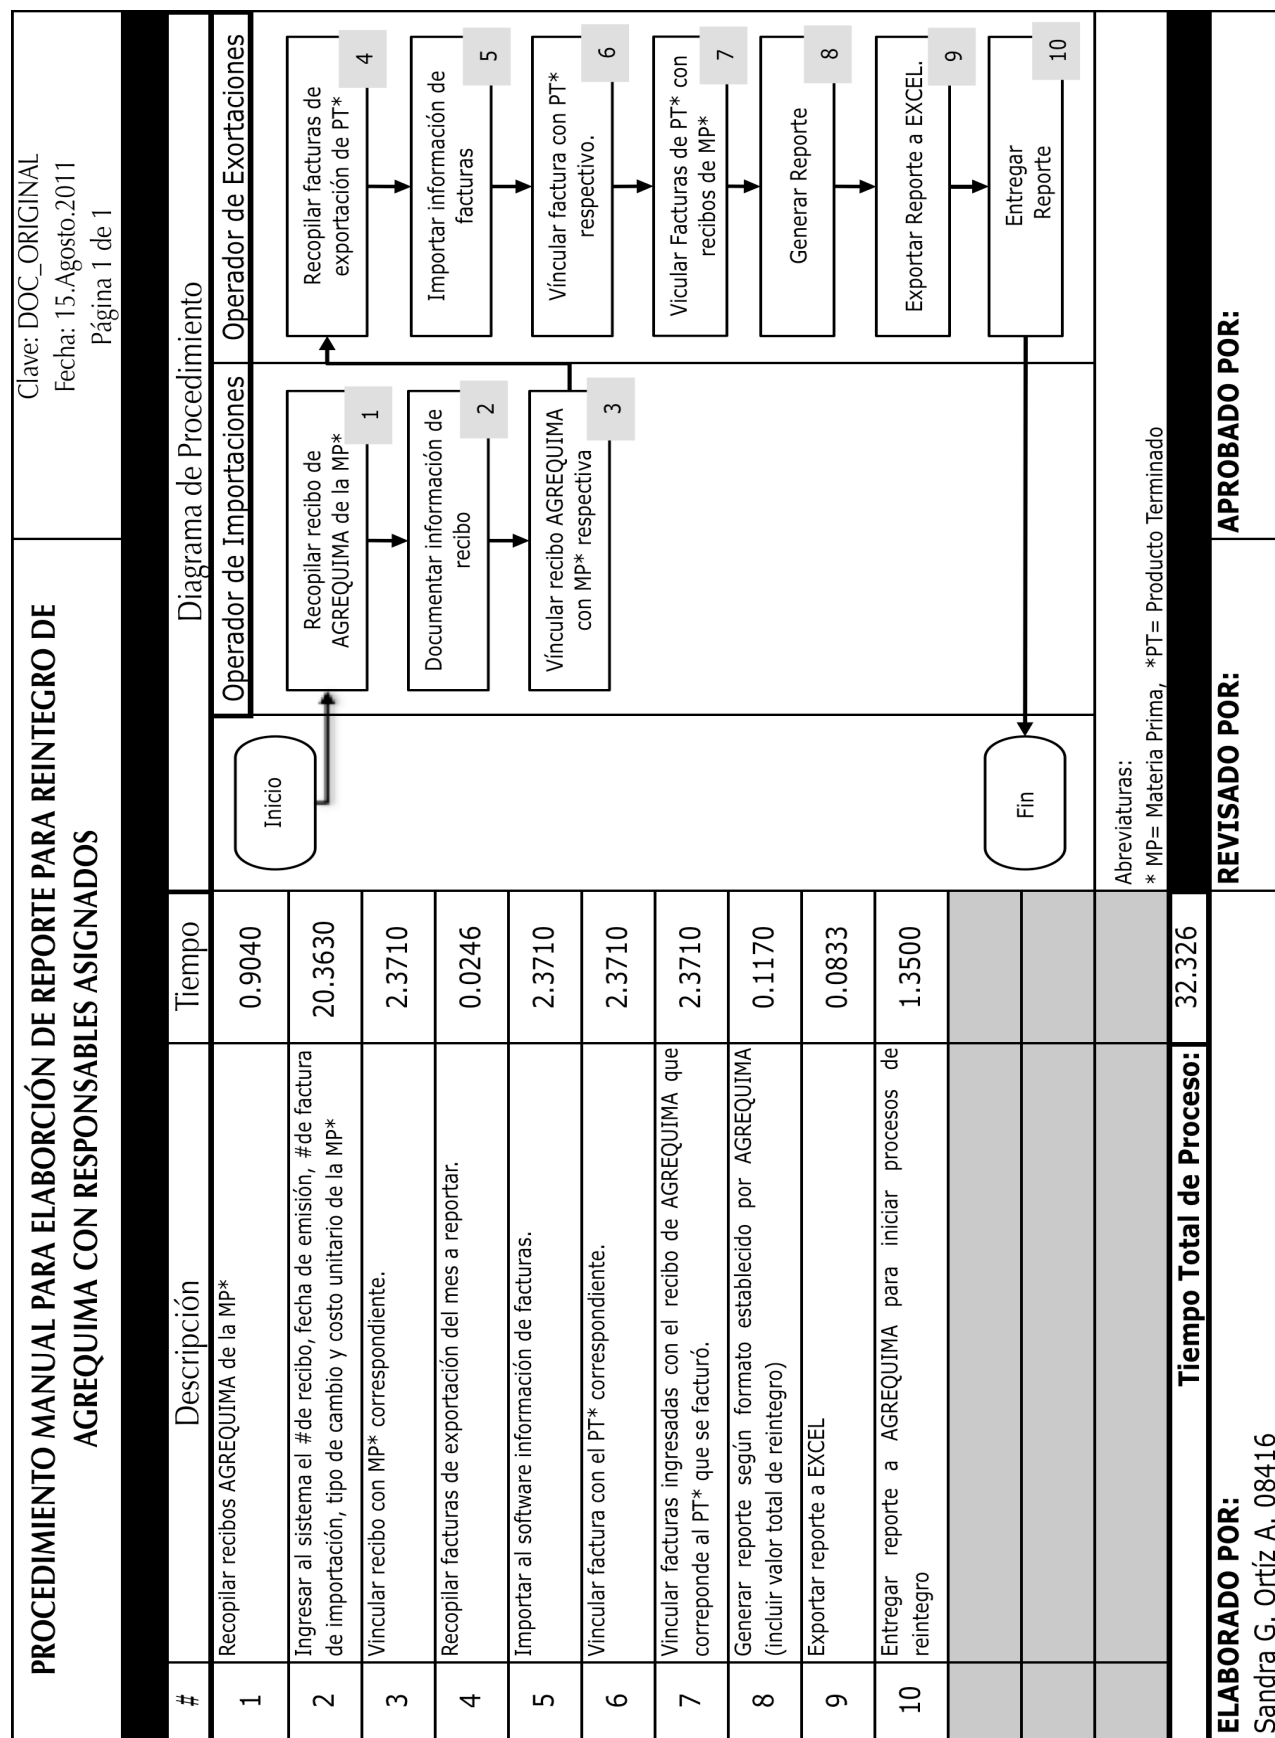 PROCEDIMIENTO MANUAL PARA ELABORCIÓN DE REPORTE PARA REINTEGRO DE
AGREQUIMA CON RESPONSABLES ASIGNADOS
Clave: DOC_ORIGINAL
Fecha: 15.Agosto.2011
Página 1 de 1
#
Descripción
Tiempo
Diagrama de Procedimiento
Operador de Importaciones
Operador de Exortaciones
1
Recopilar recibos AGREQUIMA de la MP*
0.9040
2
Ingresar al sistema el #de recibo, fecha de emisión, #de factura
de importación, tipo de cambio y costo unitario de la MP*
20.3630
3
Vincular recibo con MP* correspondiente.
2.3710
4
Recopilar facturas de exportación del mes a reportar.
0.0246
5
Importar al software información de facturas.
2.3710
6
Vincular factura con el PT* correspondiente.
2.3710
7
Vincular facturas ingresadas con el recibo de AGREQUIMA que
correponde al PT* que se facturó.
2.3710
8
Generar reporte según formato establecido por AGREQUIMA
(incluir valor total de reintegro)
0.1170
9
Exportar reporte a EXCEL
0.0833
10
Entregar reporte a AGREQUIMA para iniciar procesos de
reintegro
1.3500
Tiempo Total de Proceso:
32.326
Inicio
Recopilar recibo de
AGREQUIMA de la MP*
1
Documentar información de
recibo
2
Víncular recibo AGREQUIMA
con MP* respectiva
3
Recopilar facturas de
exportación de PT*
4
Importar información de
facturas
5
Víncular factura con PT*
respectivo.
6
Vicular Facturas de PT* con
recibos de MP*
7
Generar Reporte
8
Exportar Reporte a EXCEL.
9
Entregar
Reporte
10
Fin
Abreviaturas:
* MP= Materia Prima, *PT= Producto Terminado
ELABORADO POR:
Sandra G. Ortíz A. 08416
REVISADO POR:
APROBADO POR: